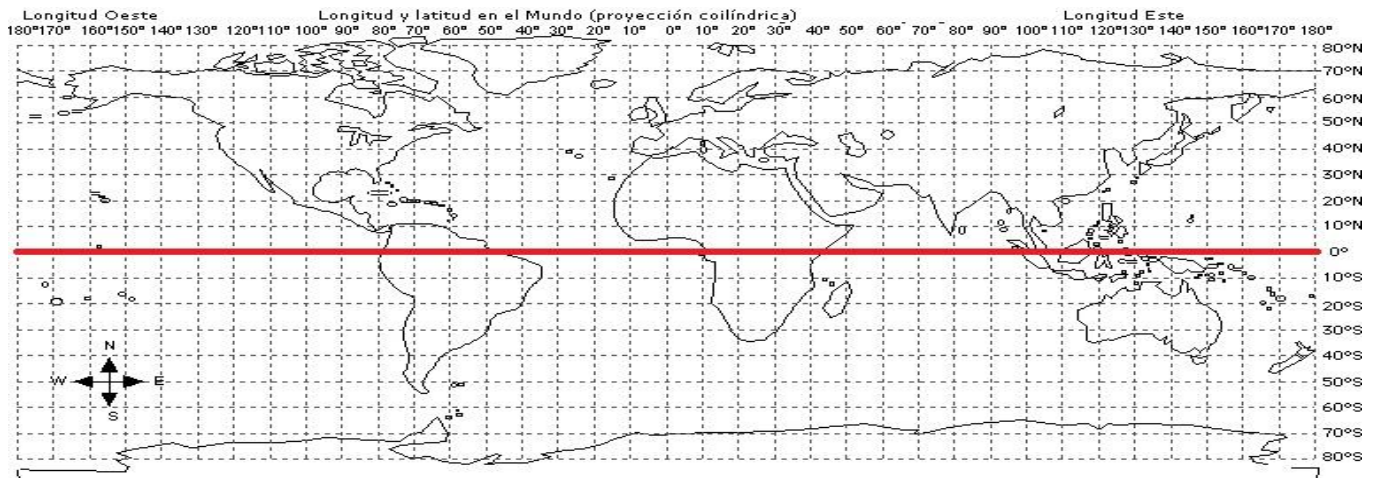 Longitud Oeste Longitud y latitud en el Mundo (proyección coilíndrica) Longitud Este
180° 170° 160° 150° 140° 130° 120° 110° 100° 90° 80° 70° 60° 50° 40° 30° 20° 10° 0° 10° 20° 30° 40° 50° 60° 70° 80° 90° 100° 110° 120° 130° 140° 150° 160° 170° 180°
80°N
70°N
60°N
50°N
40°N
30°N
20°N
10°N
0°
10°S
20°S
30°S
N
40°S
W E
50°S
S
60°S
70°S
80°S